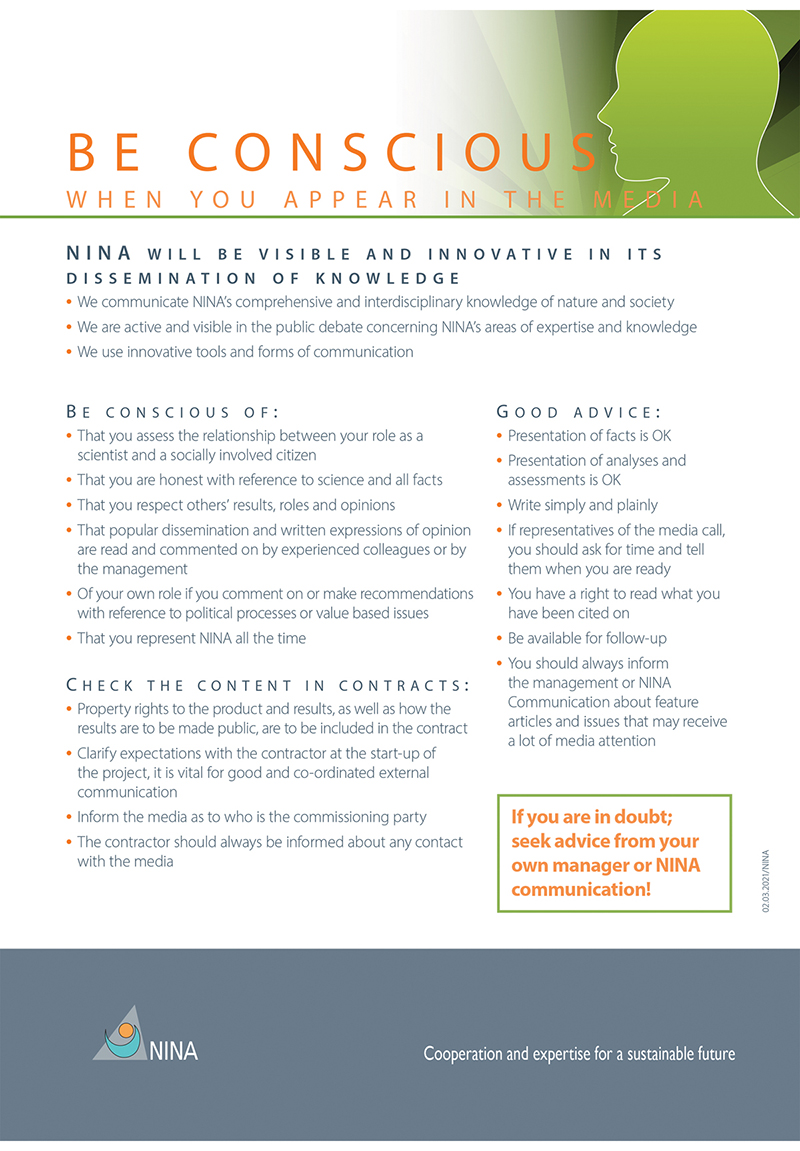 BE CONSCIOUS
WHEN YOU APPEAR IN THE MEDIA
NINA WILL BE VISIBLE AND INNOVATIVE IN ITS
DISSEMINATION OF KNOWLEDGE
• We communicate NINA's comprehensive and interdisciplinary knowledge of nature and society
• We are active and visible in the public debate concerning NINA's areas of expertise and knowledge
• We use innovative tools and forms of communication
BE CONSCIOUS OF:
• That you assess the relationship between your role as a
scientist and a socially involved citizen
• That you are honest with reference to science and all facts
• That you respect others' results, roles and opinions
• That popular dissemination and written expressions of opinion
are read and commented on by experienced colleagues or by
the management
• Of your own role if you comment on or make recommendations
with reference to political processes or value based issues
• That you represent NINA all the time
CHECK THE CONTENT IN CONTRACTS:
• Property rights to the product and results, as well as how the
results are to be made public, are to be included in the contract
• Clarify expectations with the contractor at the start-up of
the project, it is vital for good and co-ordinated external
communication
• Inform the media as to who is the commissioning party
• The contractor should always be informed about any contact
with the media
GOOD ADVICE:
• Presentation of facts is OK
• Presentation of analyses and
assessments is OK
• Write simply and plainly
• If representatives of the media call,
you should ask for time and tell
them when you are ready
• You have a right to read what you
have been cited on
• Be available for follow-up
• You should always inform
the management or NINA
Communication about feature
articles and issues that may receive
a lot of media attention
If you are in doubt;
seek advice from your
own manager or NINA
communication!
02.03.2021/NINA
NINA
Cooperation and expertise for a sustainable future